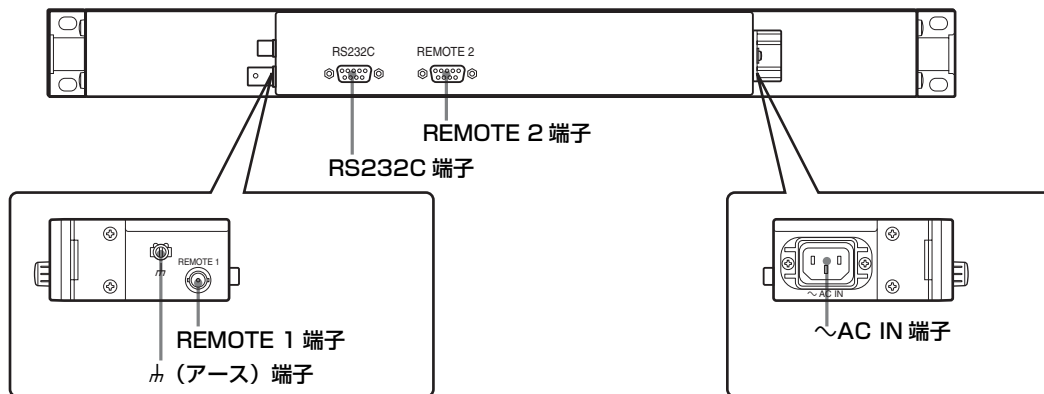 RS232C
REMOTE 2
REMOTE 2 端子
RS232C 端子
REMOTE 1
REMOTE 1 端子
（アース）端子
～ AC IN
～AC IN 端子